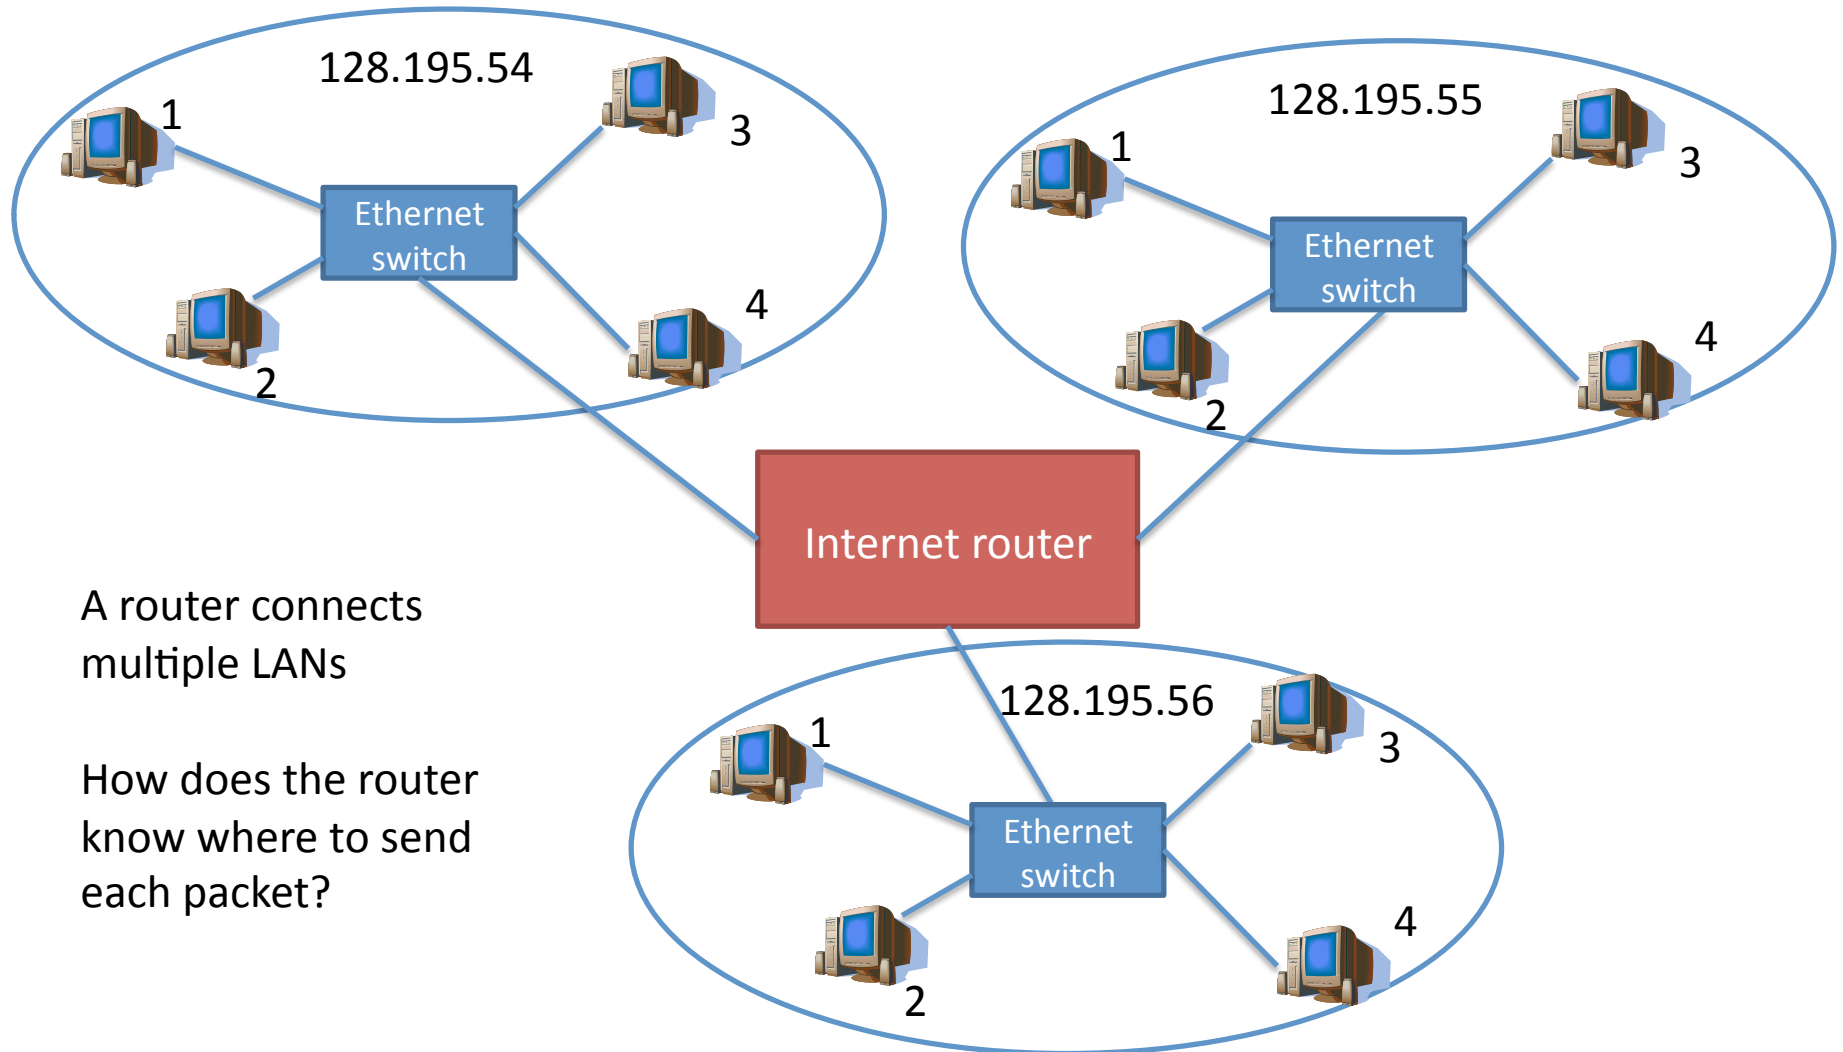 128.195.54
1
3
Ethernet
switch
2
4
128.195.55
1
3
Ethernet
switch
2
4
Internet router
A router connects
multiple LANs
How does the router
know where to send
each packet?
128.195.56
1
3
Ethernet
switch
2
4